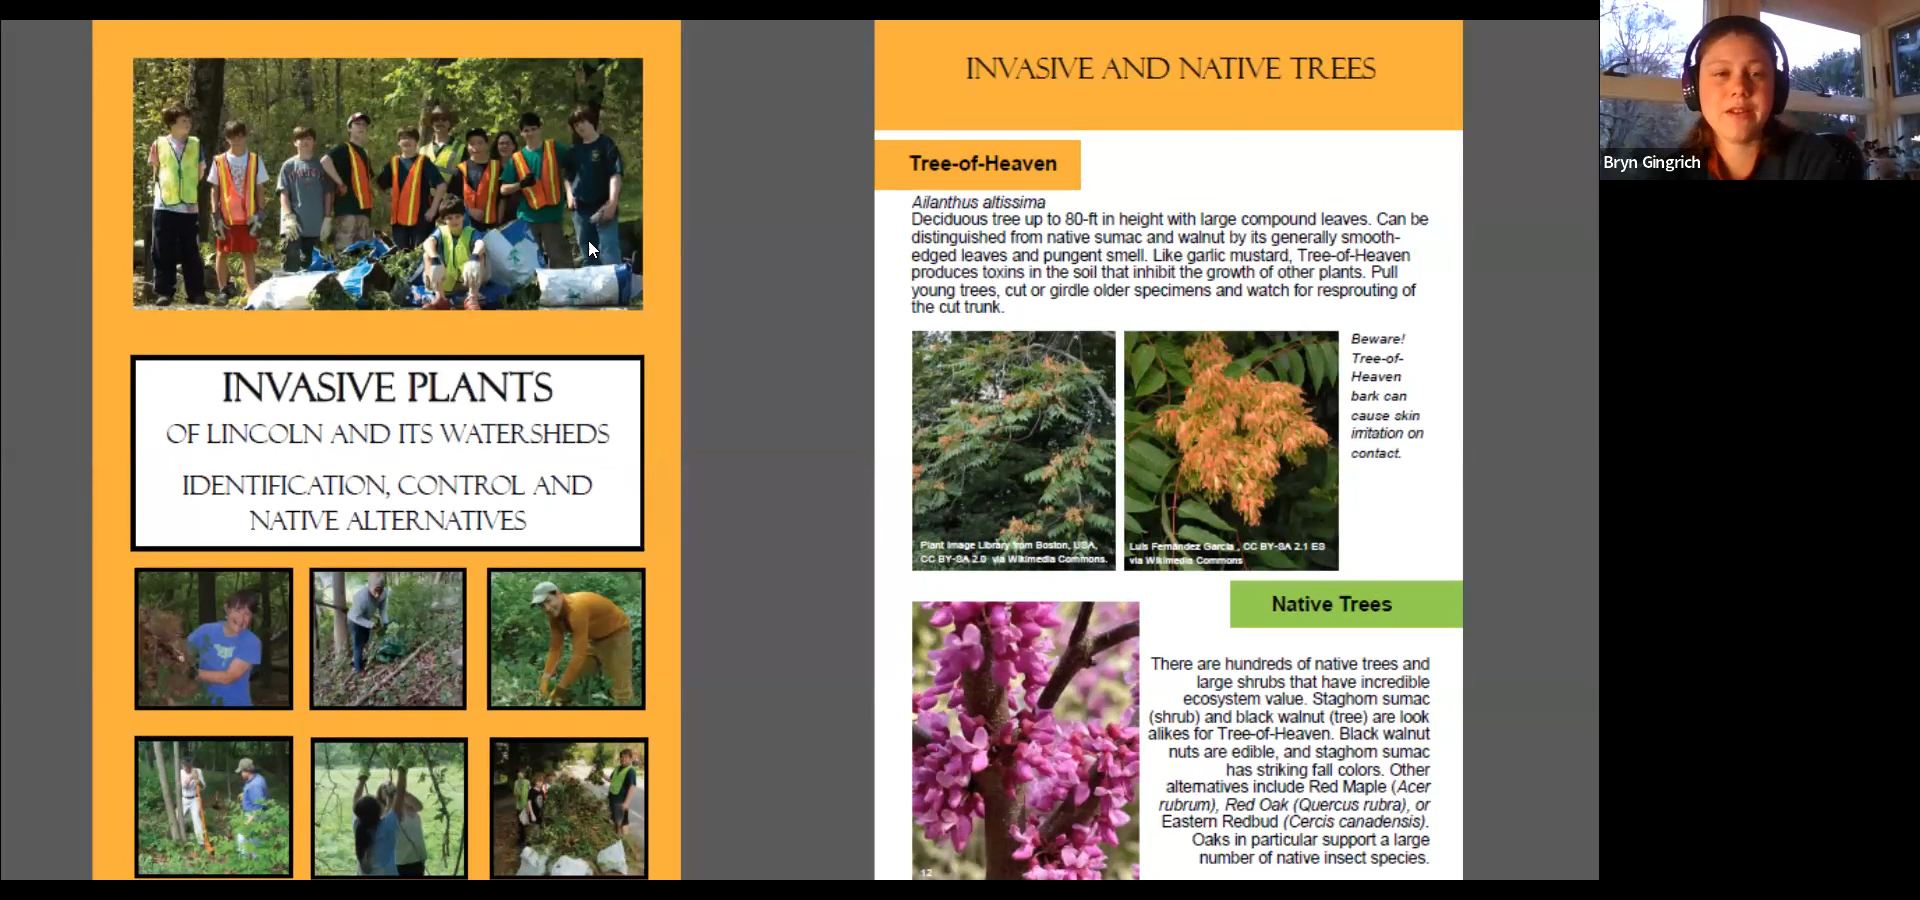 INVASIVE PLANTS
OF LINCOLN AND ITS WATERSHEDS
IDENTIFICATION, CONTROL AND
NATIVE ALTERNATIVES
INVASIVE AND NATIVE TREES
Tree-of-Heaven
Ailanthus altissima
Deciduous tree up to 80-ft in height with large compound leaves. Can be
distinguished from native sumac and walnut by its generally smooth-
edged leaves and pungent smell. Like garlic mustard, Tree-of-Heaven
produces toxins in the soil that inhibit the growth of other plants. Pull
young trees, cut or girdle older specimens and watch for resprouting of
the cut trunk.
Beware!
Tree-of-
Heaven
bark can
cause skin
irritation on
contact.
Plant Image Library from Boston, USA,
CC BY-SA 2.0 via Wikimedia Commons.
Luis Fernández García , CC BY-SA 2.1 ES
via Wikimedia Commons
Native Trees
There are hundreds of native trees and
large shrubs that have incredible
ecosystem value. Staghorn sumac
(shrub) and black walnut (tree) are look
alikes for Tree-of-Heaven. Black walnut
nuts are edible, and staghorn sumac
has striking fall colors. Other
alternatives include Red Maple (Acer
rubrum), Red Oak (Quercus rubra), or
Eastern Redbud (Cercis canadensis).
Oaks in particular support a large
number of native insect species.
12
Bryn Gingrich